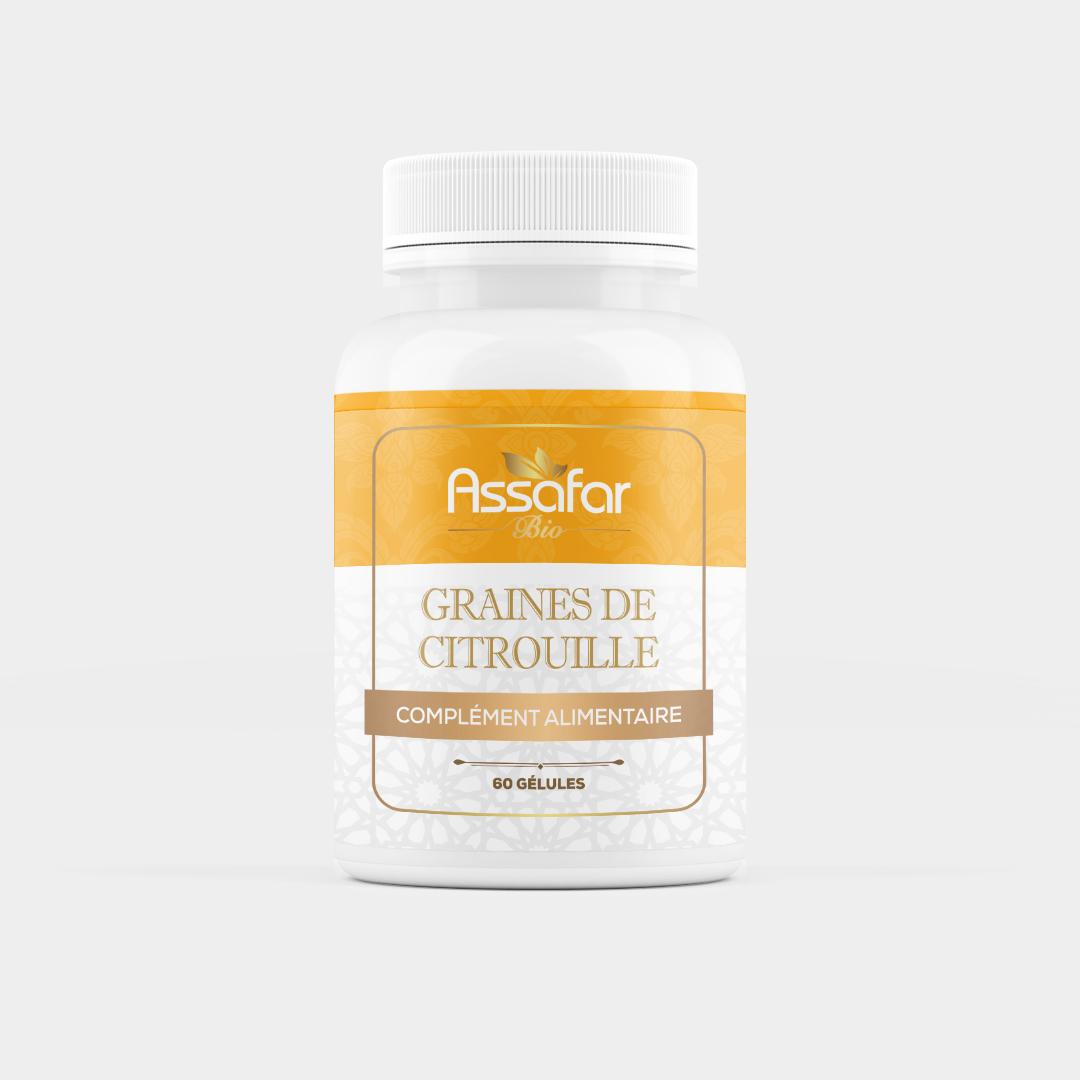 Assafar
Bio
GRAINES DE
CITROUILLE
COMPLÉMENT ALIMENTAIRE
60 GÉLULES